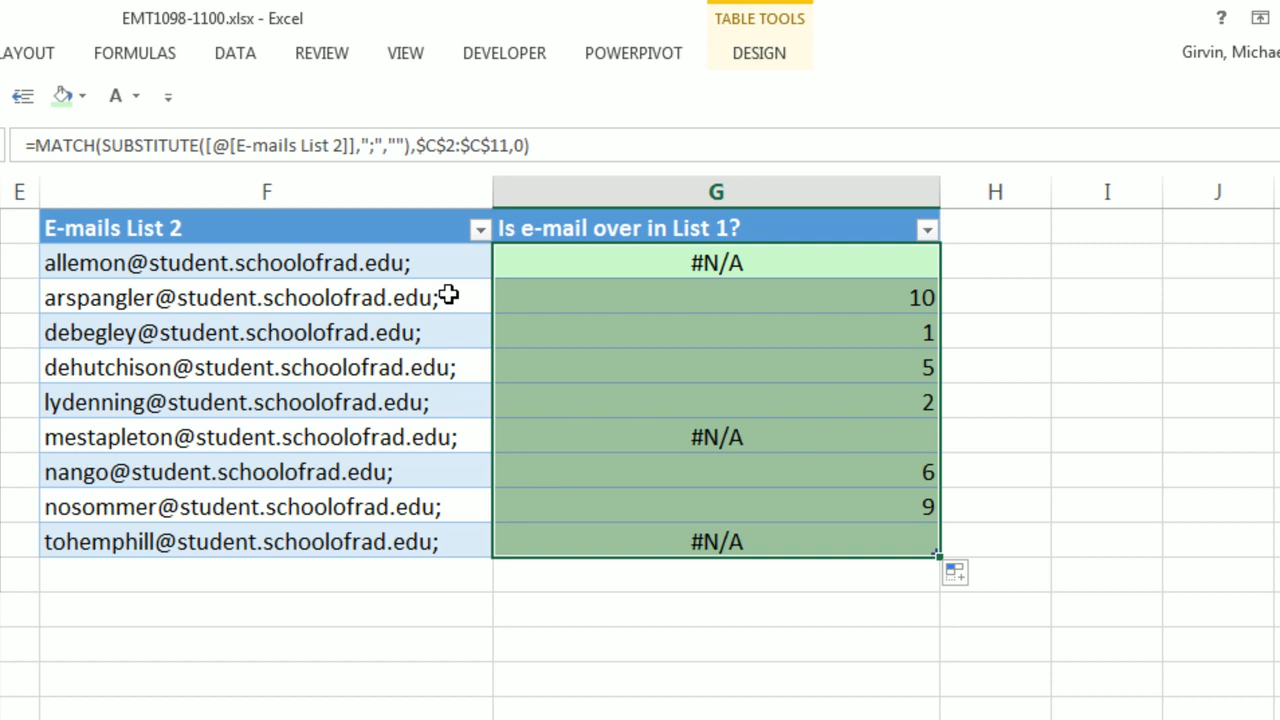 EMT1098-1100.xlsx - Excel
TABLE TOOLS
?
LAYOUT FORMULAS DATA REVIEW VIEW DEVELOPER POWERPIVOT DESIGN Girvin, Michae
A
=MATCH(SUBSTITUTE([@[E-mails List 2]],";",""),$C$2:$C$11,0)
E F G H I J
E-mails List 2 Is e-mail over in List 1?
allemon@student.schoolofrad.edu; #N/A
arspangler@student.schoolofrad.edu; 10
debegley@student.schoolofrad.edu; 1
dehutchison@student.schoolofrad.edu; 5
lydenning@student.schoolofrad.edu; 2
mestapleton@student.schoolofrad.edu; #N/A
nango@student.schoolofrad.edu; 6
nosommer@student.schoolofrad.edu; 9
tohemphill@student.schoolofrad.edu; #N/A